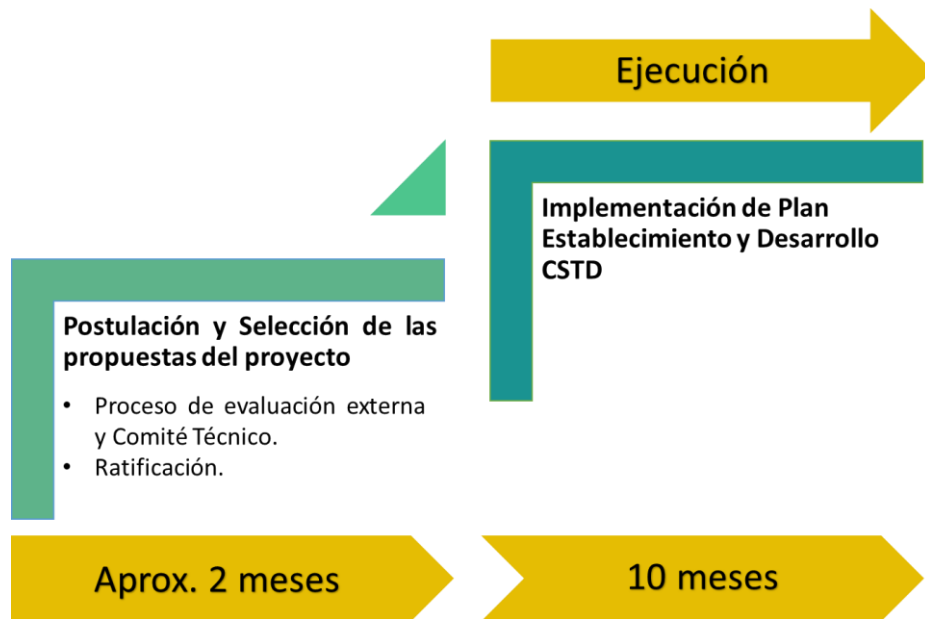 Ejecución
Implementación de Plan
Establecimiento y Desarrollo
CSTD
Postulación y Selección de las
propuestas del proyecto
• Proceso de evaluación externa
y Comité Técnico.
• Ratificación.
Aprox. 2 meses
10 meses